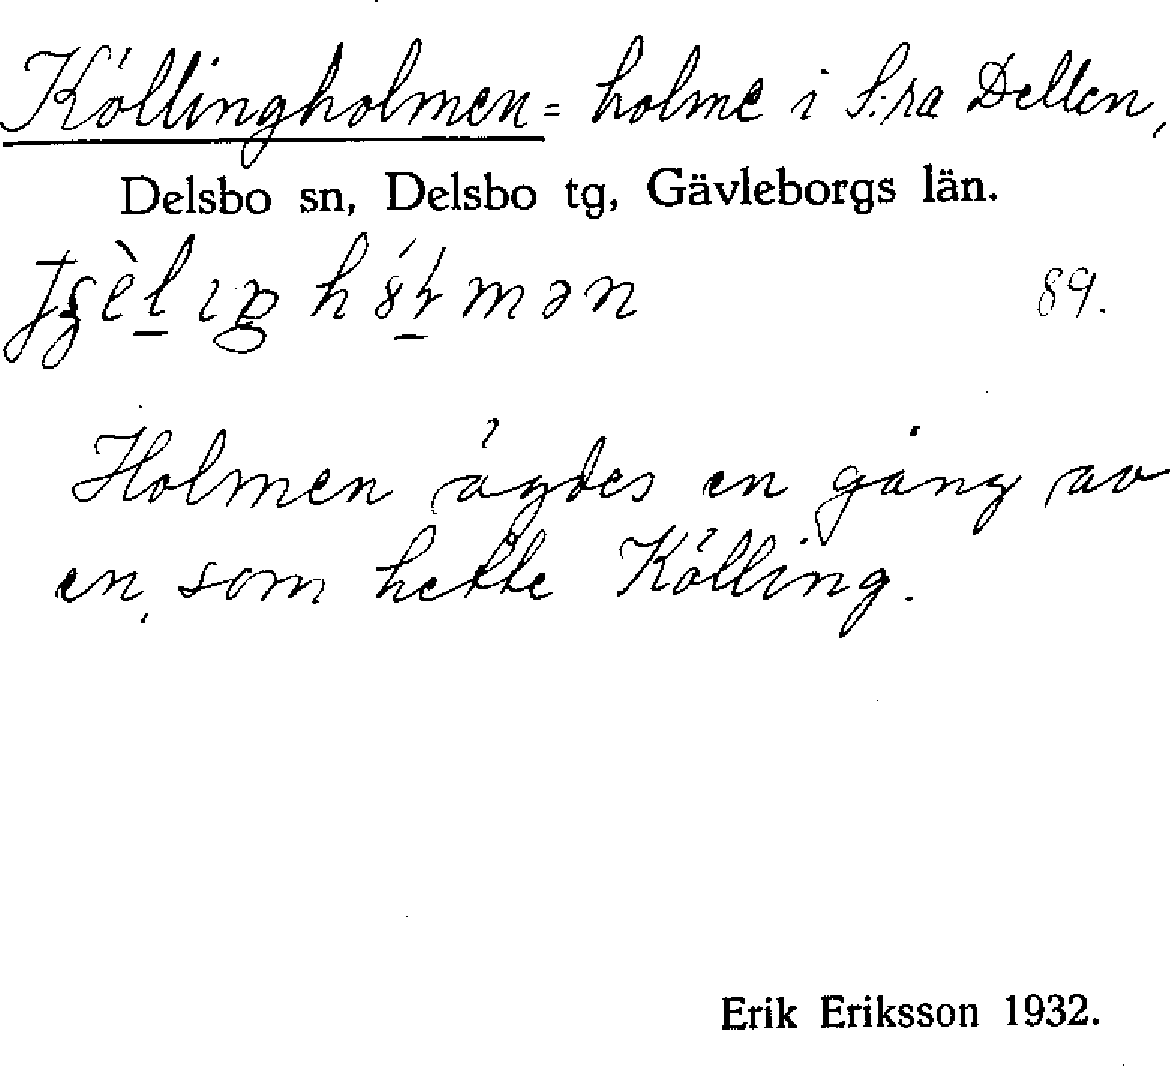 Köllingholmen = holme i S:ra Dellen,
Delsbo sn, Delsbo tg, Gävleborgs län.
89.
Holmen ägdes en gång av
en, som hette Kölling.
Erik Eriksson 1932.